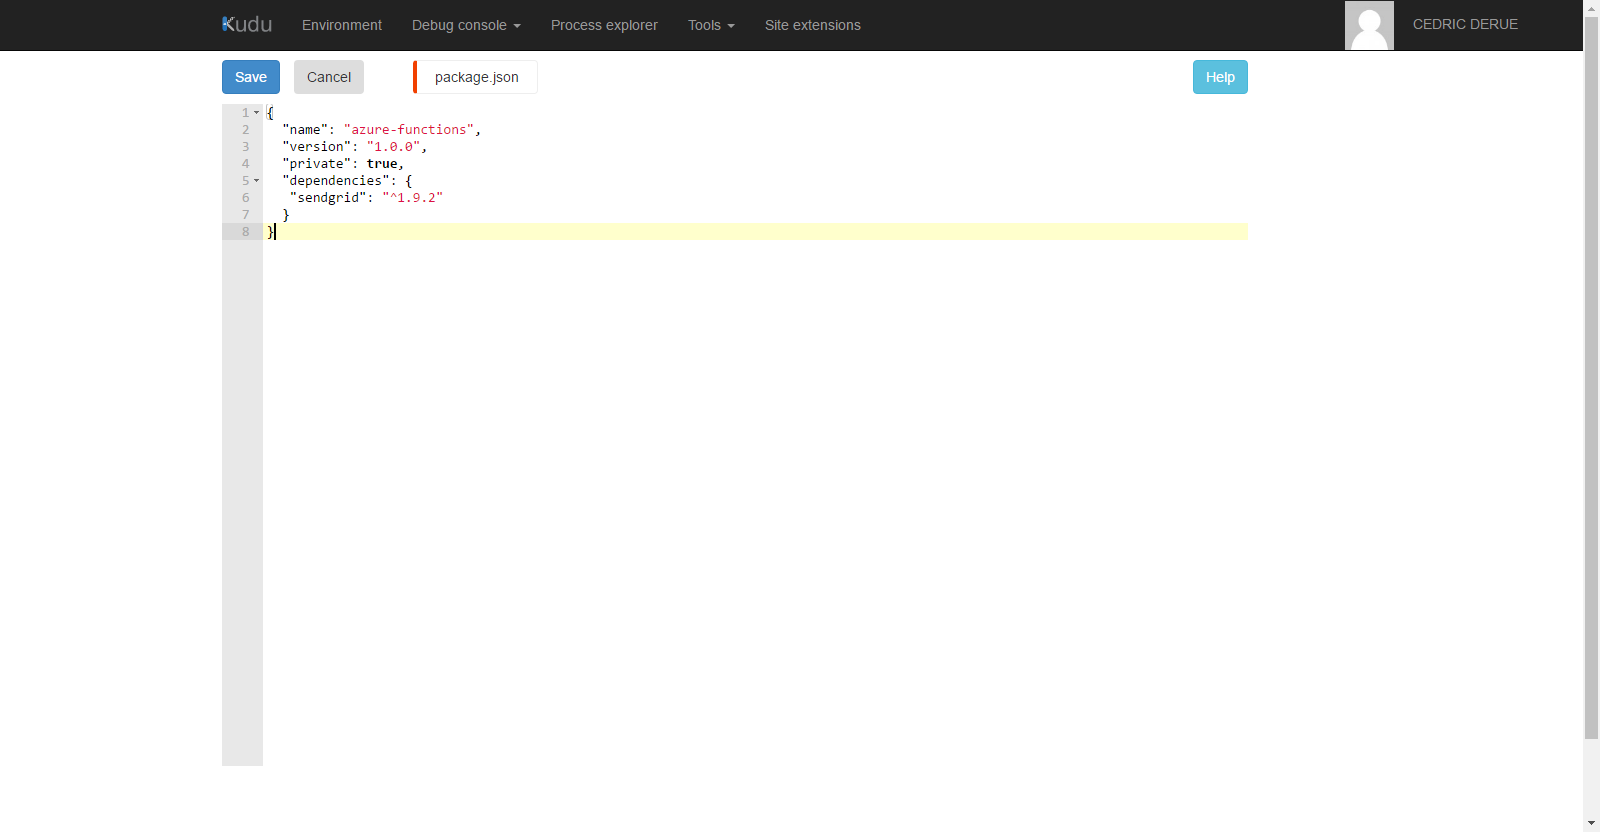 Kudu Environment Debug console Process explorer Tools Site extensions CEDRIC DERUE
Save Cancel package.json Help
1 {
2 "name": "azure-functions",
3 "version": "1.0.0",
4 "private": true,
5 "dependencies": {
6 "sendgrid": "^1.9.2"
7 }
8 }